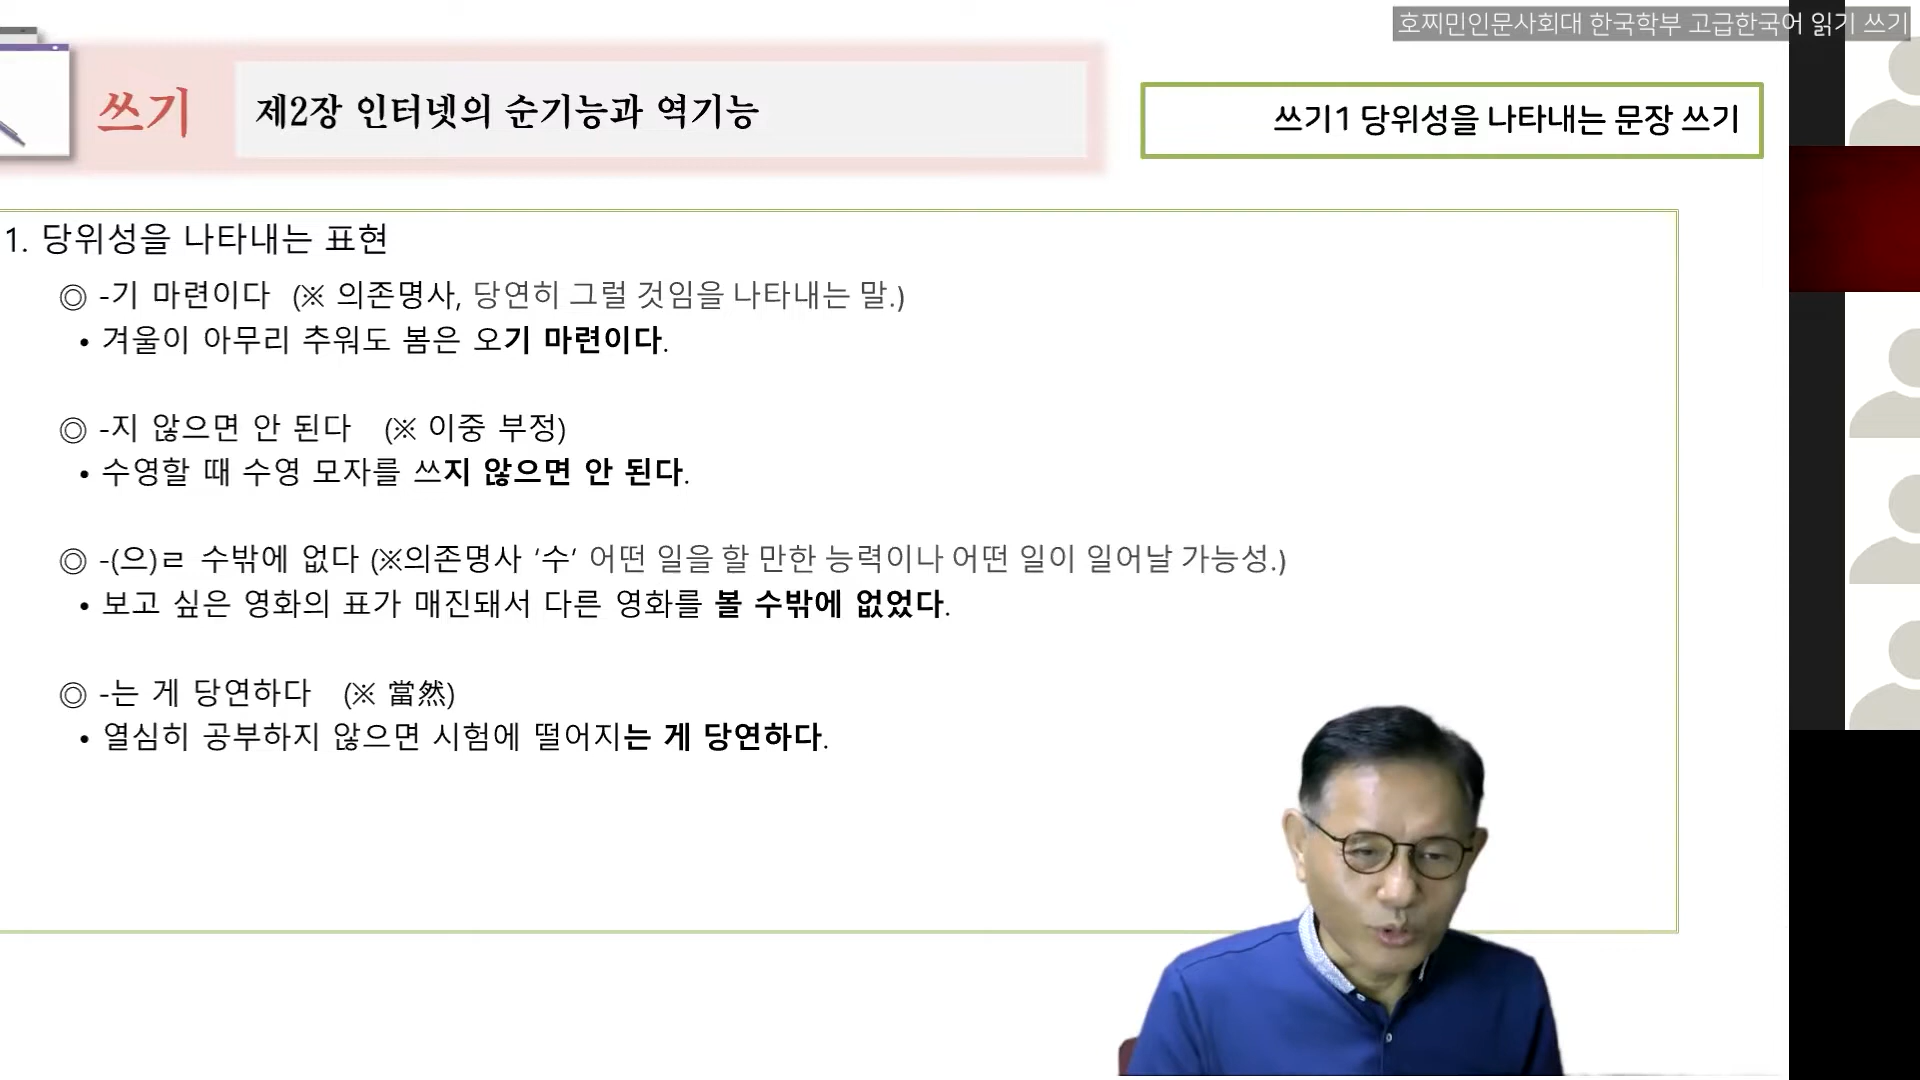 호찌민인문사회대 한국학부 고급한국어 읽기 쓰기
쓰기
제2장 인터넷의 순기능과 역기능
쓰기1 당위성을 나타내는 문장 쓰기
1. 당위성을 나타내는 표현
◎ -기 마련이다 (※ 의존명사, 당연히 그럴 것임을 나타내는 말.)
• 겨울이 아무리 추워도 봄은 오기 마련이다.
◎ -지 않으면 안 된다 (※ 이중 부정)
• 수영할 때 수영 모자를 쓰지 않으면 안 된다.
◎ -(으)ㄹ 수밖에 없다 (※의존명사 ‘수’ 어떤 일을 할 만한 능력이나 어떤 일이 일어날 가능성.)
• 보고 싶은 영화의 표가 매진돼서 다른 영화를 볼 수밖에 없었다.
◎ -는 게 당연하다 (※ 當然)
• 열심히 공부하지 않으면 시험에 떨어지는 게 당연하다.